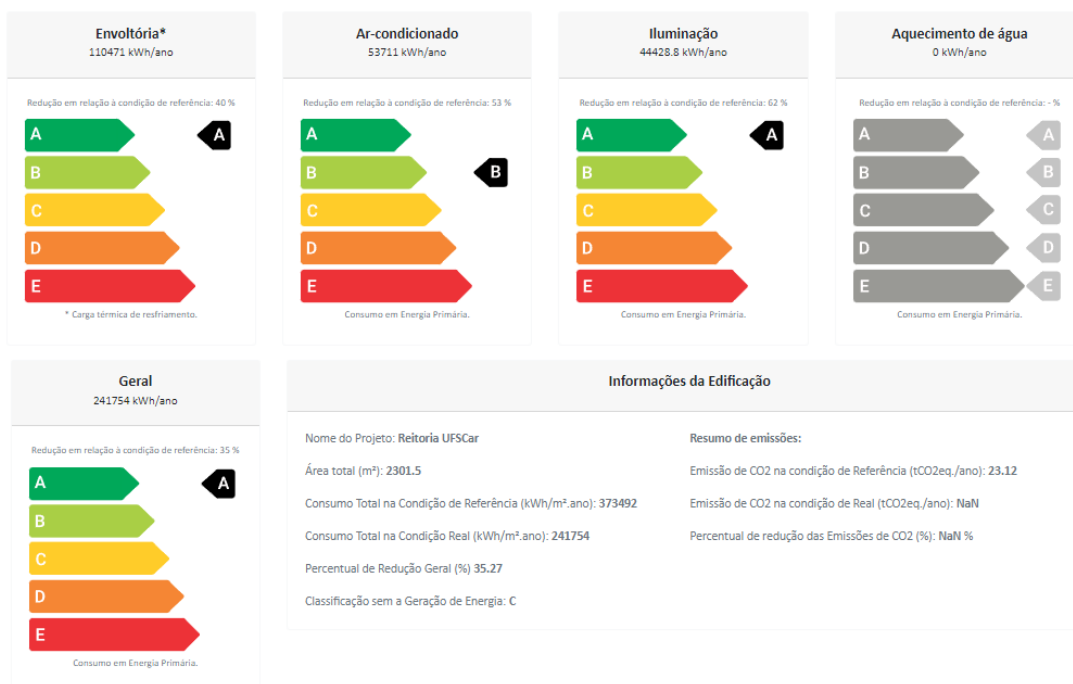 Envoltória*
110471 kWh/ano
Redução em relação à condição de referência: 40 %
A
A
B
C
D
E
* Carga térmica de resfriamento.
Ar-condicionado
53711 kWh/ano
Redução em relação à condição de referência: 53 %
A
B
B
C
D
E
Consumo em Energia Primária.
Iluminação
44428.8 kWh/ano
Redução em relação à condição de referência: 62 %
A
A
B
C
D
E
Consumo em Energia Primária.
Aquecimento de água
0 kWh/ano
Redução em relação à condição de referência: - %
A
A
B
B
C
C
D
D
E
E
Consumo em Energia Primária.
Geral
241754 kWh/ano
Redução em relação à condição de referência: 35 %
A
A
B
C
D
E
Consumo em Energia Primária.
Informações da Edificação
Nome do Projeto: Reitoria UFSCar
Área total (m²): 2301.5
Consumo Total na Condição de Referência (kWh/m².ano): 373492
Consumo Total na Condição Real (kWh/m².ano): 241754
Percentual de Redução Geral (%) 35.27
Classificação sem a Geração de Energia: C
Resumo de emissões:
Emissão de CO2 na condição de Referência (tCO2eq./ano): 23.12
Emissão de CO2 na condição de Real (tCO2eq./ano): NaN
Percentual de redução das Emissões de CO2 (%): NaN %